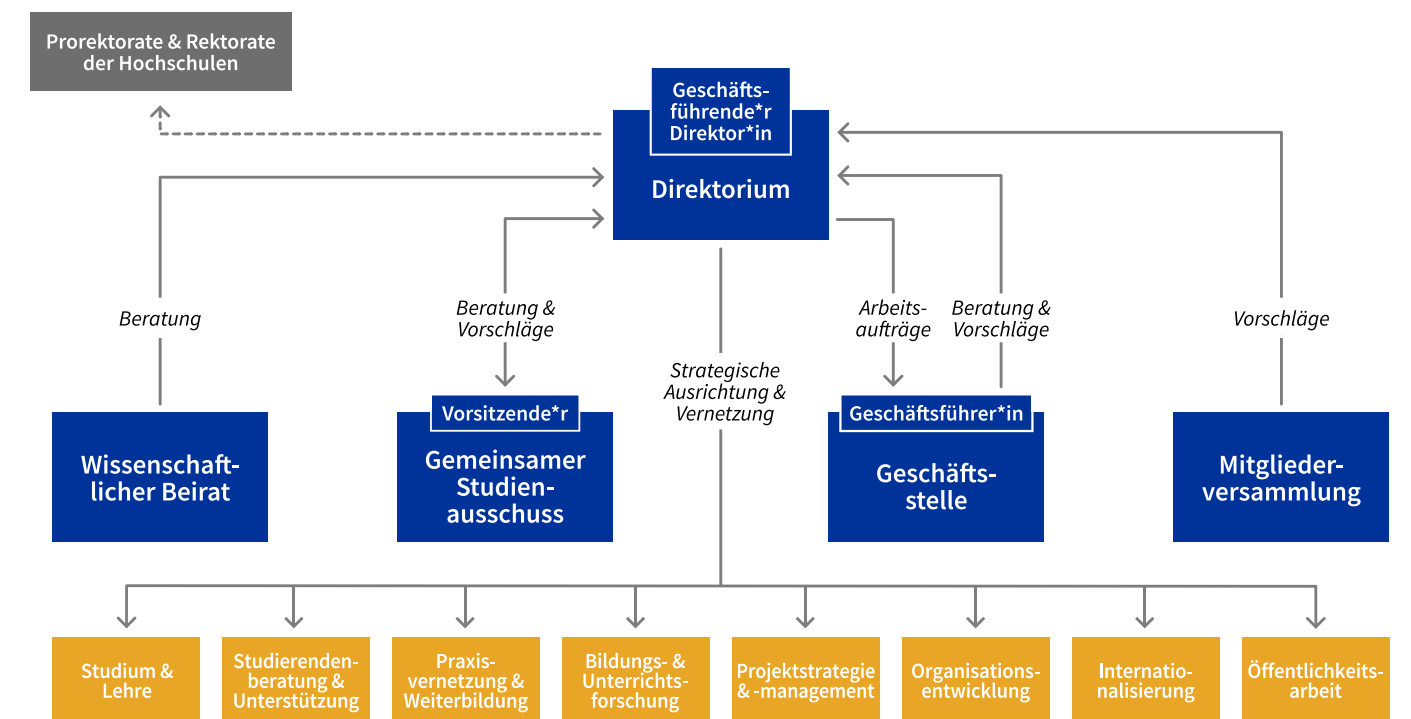 Prorektorate & Rektorate
der Hochschulen
Geschäfts-
führende*r
Direktor*in
Direktorium
Beratung
Beratung &
Vorschläge
Arbeits-
aufträge
Beratung &
Vorschläge
Vorschläge
Strategische
Ausrichtung &
Vernetzung
Wissenschaft-
licher Beirat
Vorsitzende*r
Gemeinsamer
Studien-
ausschuss
Geschäftsführer*in
Geschäfts-
stelle
Mitglieder-
versammlung
Studium &
Lehre
Studierenden-
beratung &
Unterstützung
Praxis-
vernetzung &
Weiterbildung
Bildungs- &
Unterrichts-
forschung
Projektstrategie
& -management
Organisations-
entwicklung
Internatio-
nalisierung
Öffentlichkeits-
arbeit